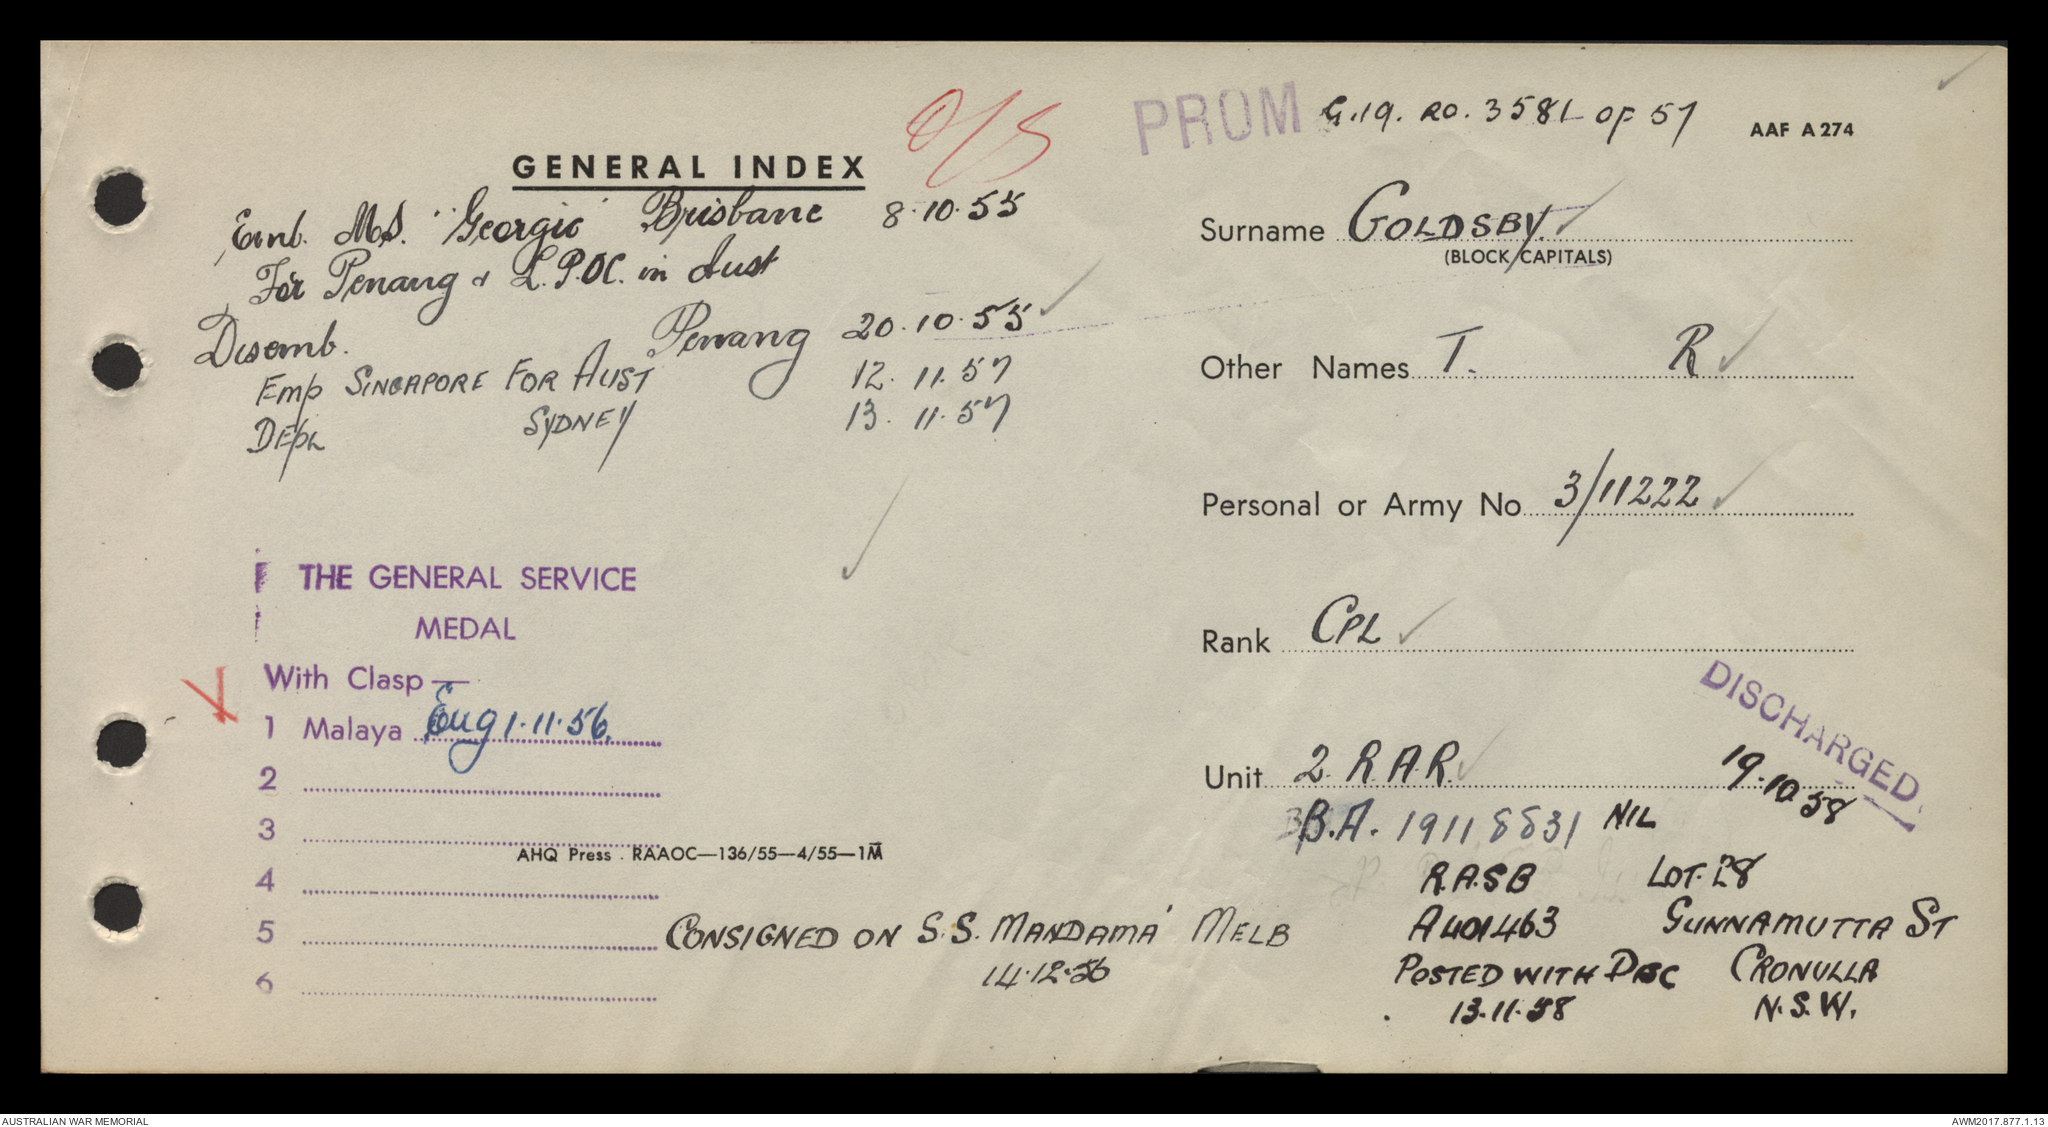 O/S
PROM G.19. RO. 3581 OF 57
AAF A 274
GENERAL INDEX
Emb. M.S. "Georgic" Brisbane 8.10.55
For Penang & L.P.O.C. in Aust
Disemb. Penang 20.10.55
Emp SINGAPORE FOR AUST 12.11.57
DEPL SYDNEY 13.11.57
Surname GOLDSBY.
(BLOCK CAPITALS)
Other Names T. R
Personal or Army No 3/11222
Rank CPL
Unit 2. R.A.R.
DISCHARGED
19.10 58
B.A. 19118831 NIL
R.A.S.B
A401463
POSTED WITH DISC
13.11.58
LOT. 28
GUNNAMUTTA ST
CRONULLA
N.S.W.
THE GENERAL SERVICE
MEDAL
With Clasp —
1 Malaya Eng 1.11.56.
2
3
AHQ Press . RAAOC—136/55—4/55—1M
4
5
6
CONSIGNED ON S.S. MANDAMA' MELB
14.12.56
AUSTRALIAN WAR MEMORIAL
AWM2017.877.1.13